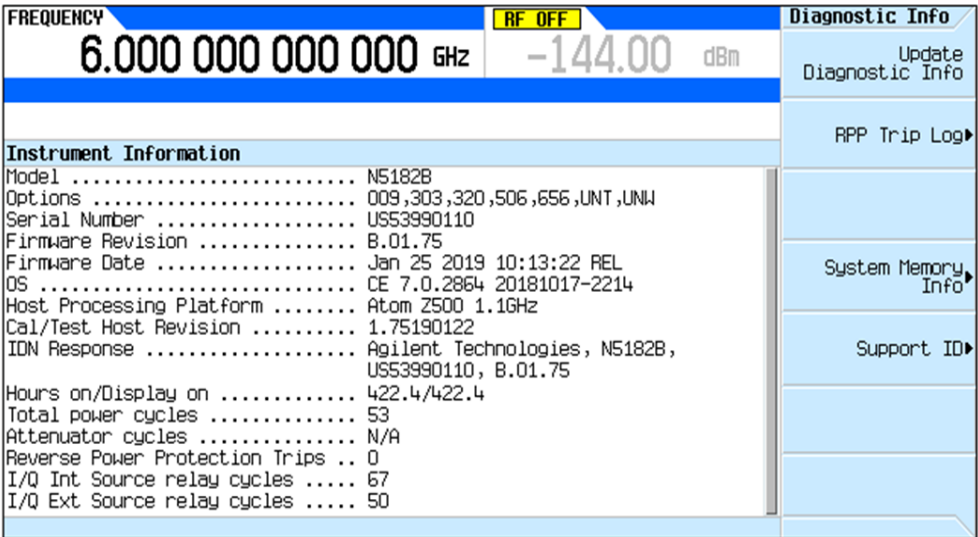 FREQUENCY
RF OFF
6.000 000 000 000 GHz
-144.00 dBm
Instrument Information
Model ........................... N5182B
Options ......................... 009,303,320,506,656,UNT,UNW
Serial Number ................... US53990110
Firmware Revision ............... B.01.75
Firmware Date ................... Jan 25 2019 10:13:22 REL
OS .............................. CE 7.0.2864 20181017-2214
Host Processing Platform ........ Atom Z500 1.1GHz
Cal/Test Host Revision .......... 1.75190122
IDN Response .................... Agilent Technologies, N5182B,
US53990110, B.01.75
Hours on/Display on ............. 422.4/422.4
Total power cycles .............. 53
Attenuator cycles ............... N/A
Reverse Power Protection Trips .. 0
I/Q Int Source relay cycles ..... 67
I/Q Ext Source relay cycles ..... 50
Diagnostic Info
Update
Diagnostic Info
RPP Trip Log
System Memory
Info
Support ID